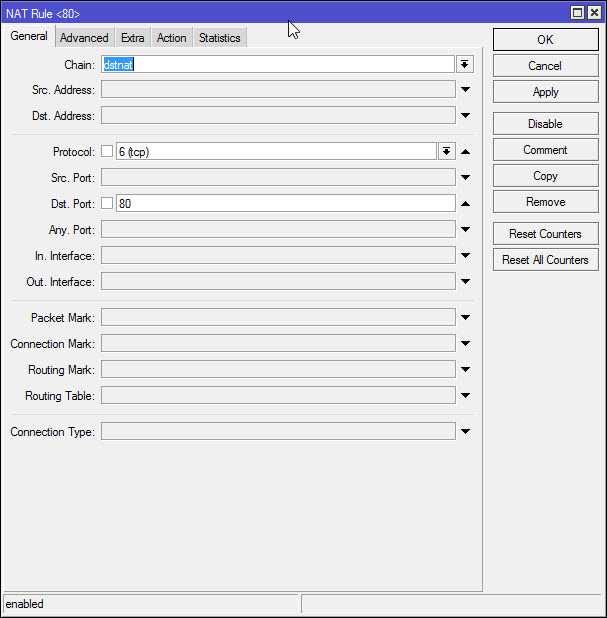 NAT Rule <80>
General Advanced Extra Action Statistics
Chain: dstnat
Src. Address:
Dst. Address:
Protocol: 6 (tcp)
Src. Port:
Dst. Port: 80
Any. Port:
In. Interface:
Out. Interface:
Packet Mark:
Connection Mark:
Routing Mark:
Routing Table:
Connection Type:
OK
Cancel
Apply
Disable
Comment
Copy
Remove
Reset Counters
Reset All Counters
enabled